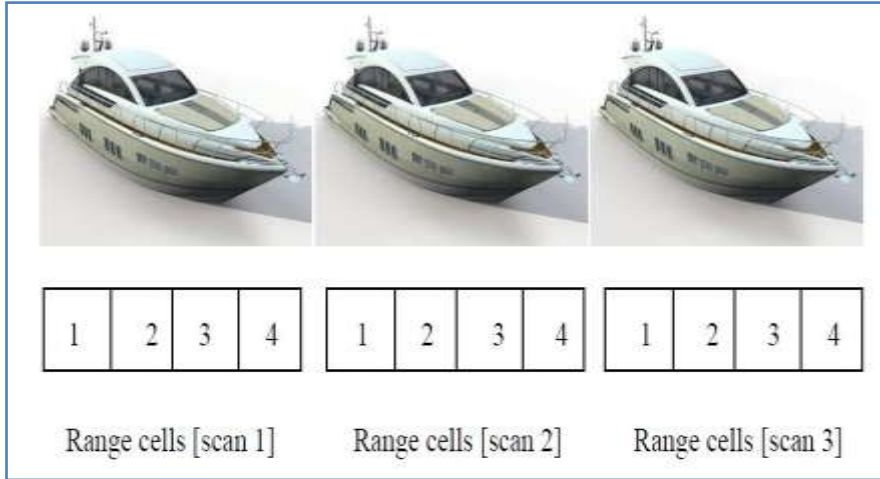 1 2 3 4 1 2 3 4 1 2 3 4
Range cells [scan 1] Range cells [scan 2] Range cells [scan 3]